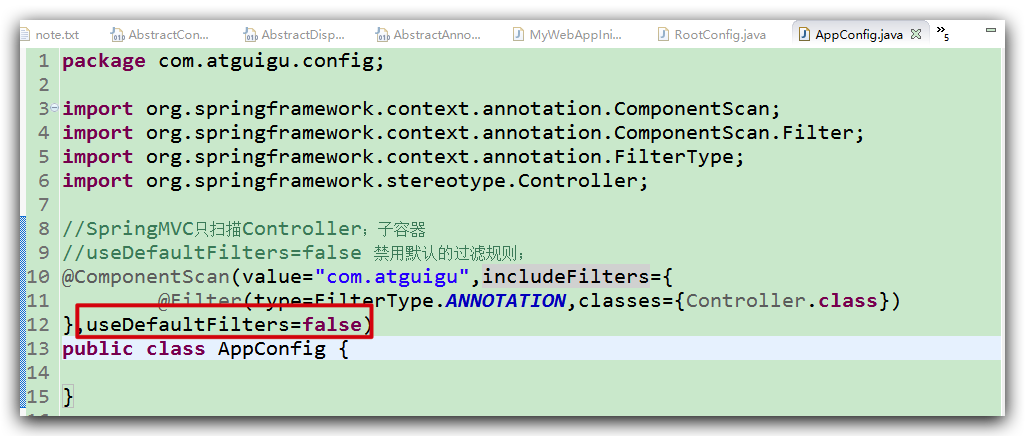 note.txt AbstractCon... AbstractDisp... AbstractAnno... MyWebAppIni... RootConfig.java AppConfig.java »5
1 package com.atguigu.config;
2
3 import org.springframework.context.annotation.ComponentScan;
4 import org.springframework.context.annotation.ComponentScan.Filter;
5 import org.springframework.context.annotation.FilterType;
6 import org.springframework.stereotype.Controller;
7
8 //SpringMVC只扫描Controller；子容器
9 //useDefaultFilters=false 禁用默认的过滤规则；
10 @ComponentScan(value="com.atguigu",includeFilters={
11 @Filter(type=FilterType.ANNOTATION,classes={Controller.class})
12 },useDefaultFilters=false)
13 public class AppConfig {
14
15 }